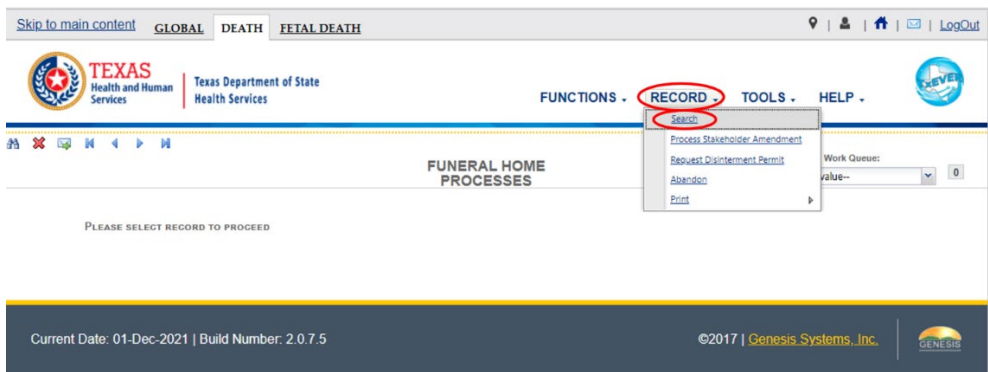 Skip to main content GLOBAL DEATH FETAL DEATH | | | | LogOut
TEXAS
Health and Human
Services
Texas Department of State
Health Services
TxEVER
FUNCTIONS RECORD TOOLS HELP
Search
Process Stakeholder Amendment
Request Disinterment Permit
Abandon
Print
FUNERAL HOME
PROCESSES
Work Queue:
value-- 0
PLEASE SELECT RECORD TO PROCEED
Current Date: 01-Dec-2021 | Build Number: 2.0.7.5 ©2017 | Genesis Systems, Inc. GENESIS